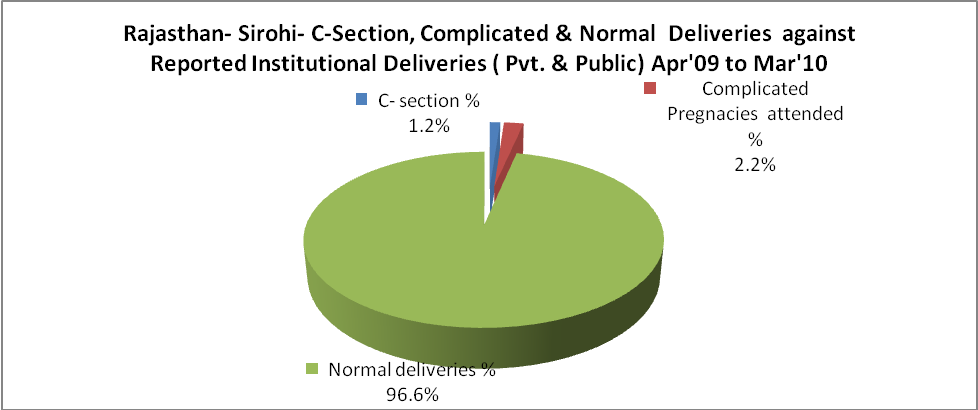 Rajasthan- Sirohi- C-Section, Complicated & Normal Deliveries against
Reported Institutional Deliveries ( Pvt. & Public) Apr'09 to Mar'10
C- section %
1.2%
Complicated
Pregnacies attended
%
2.2%
Normal deliveries %
96.6%